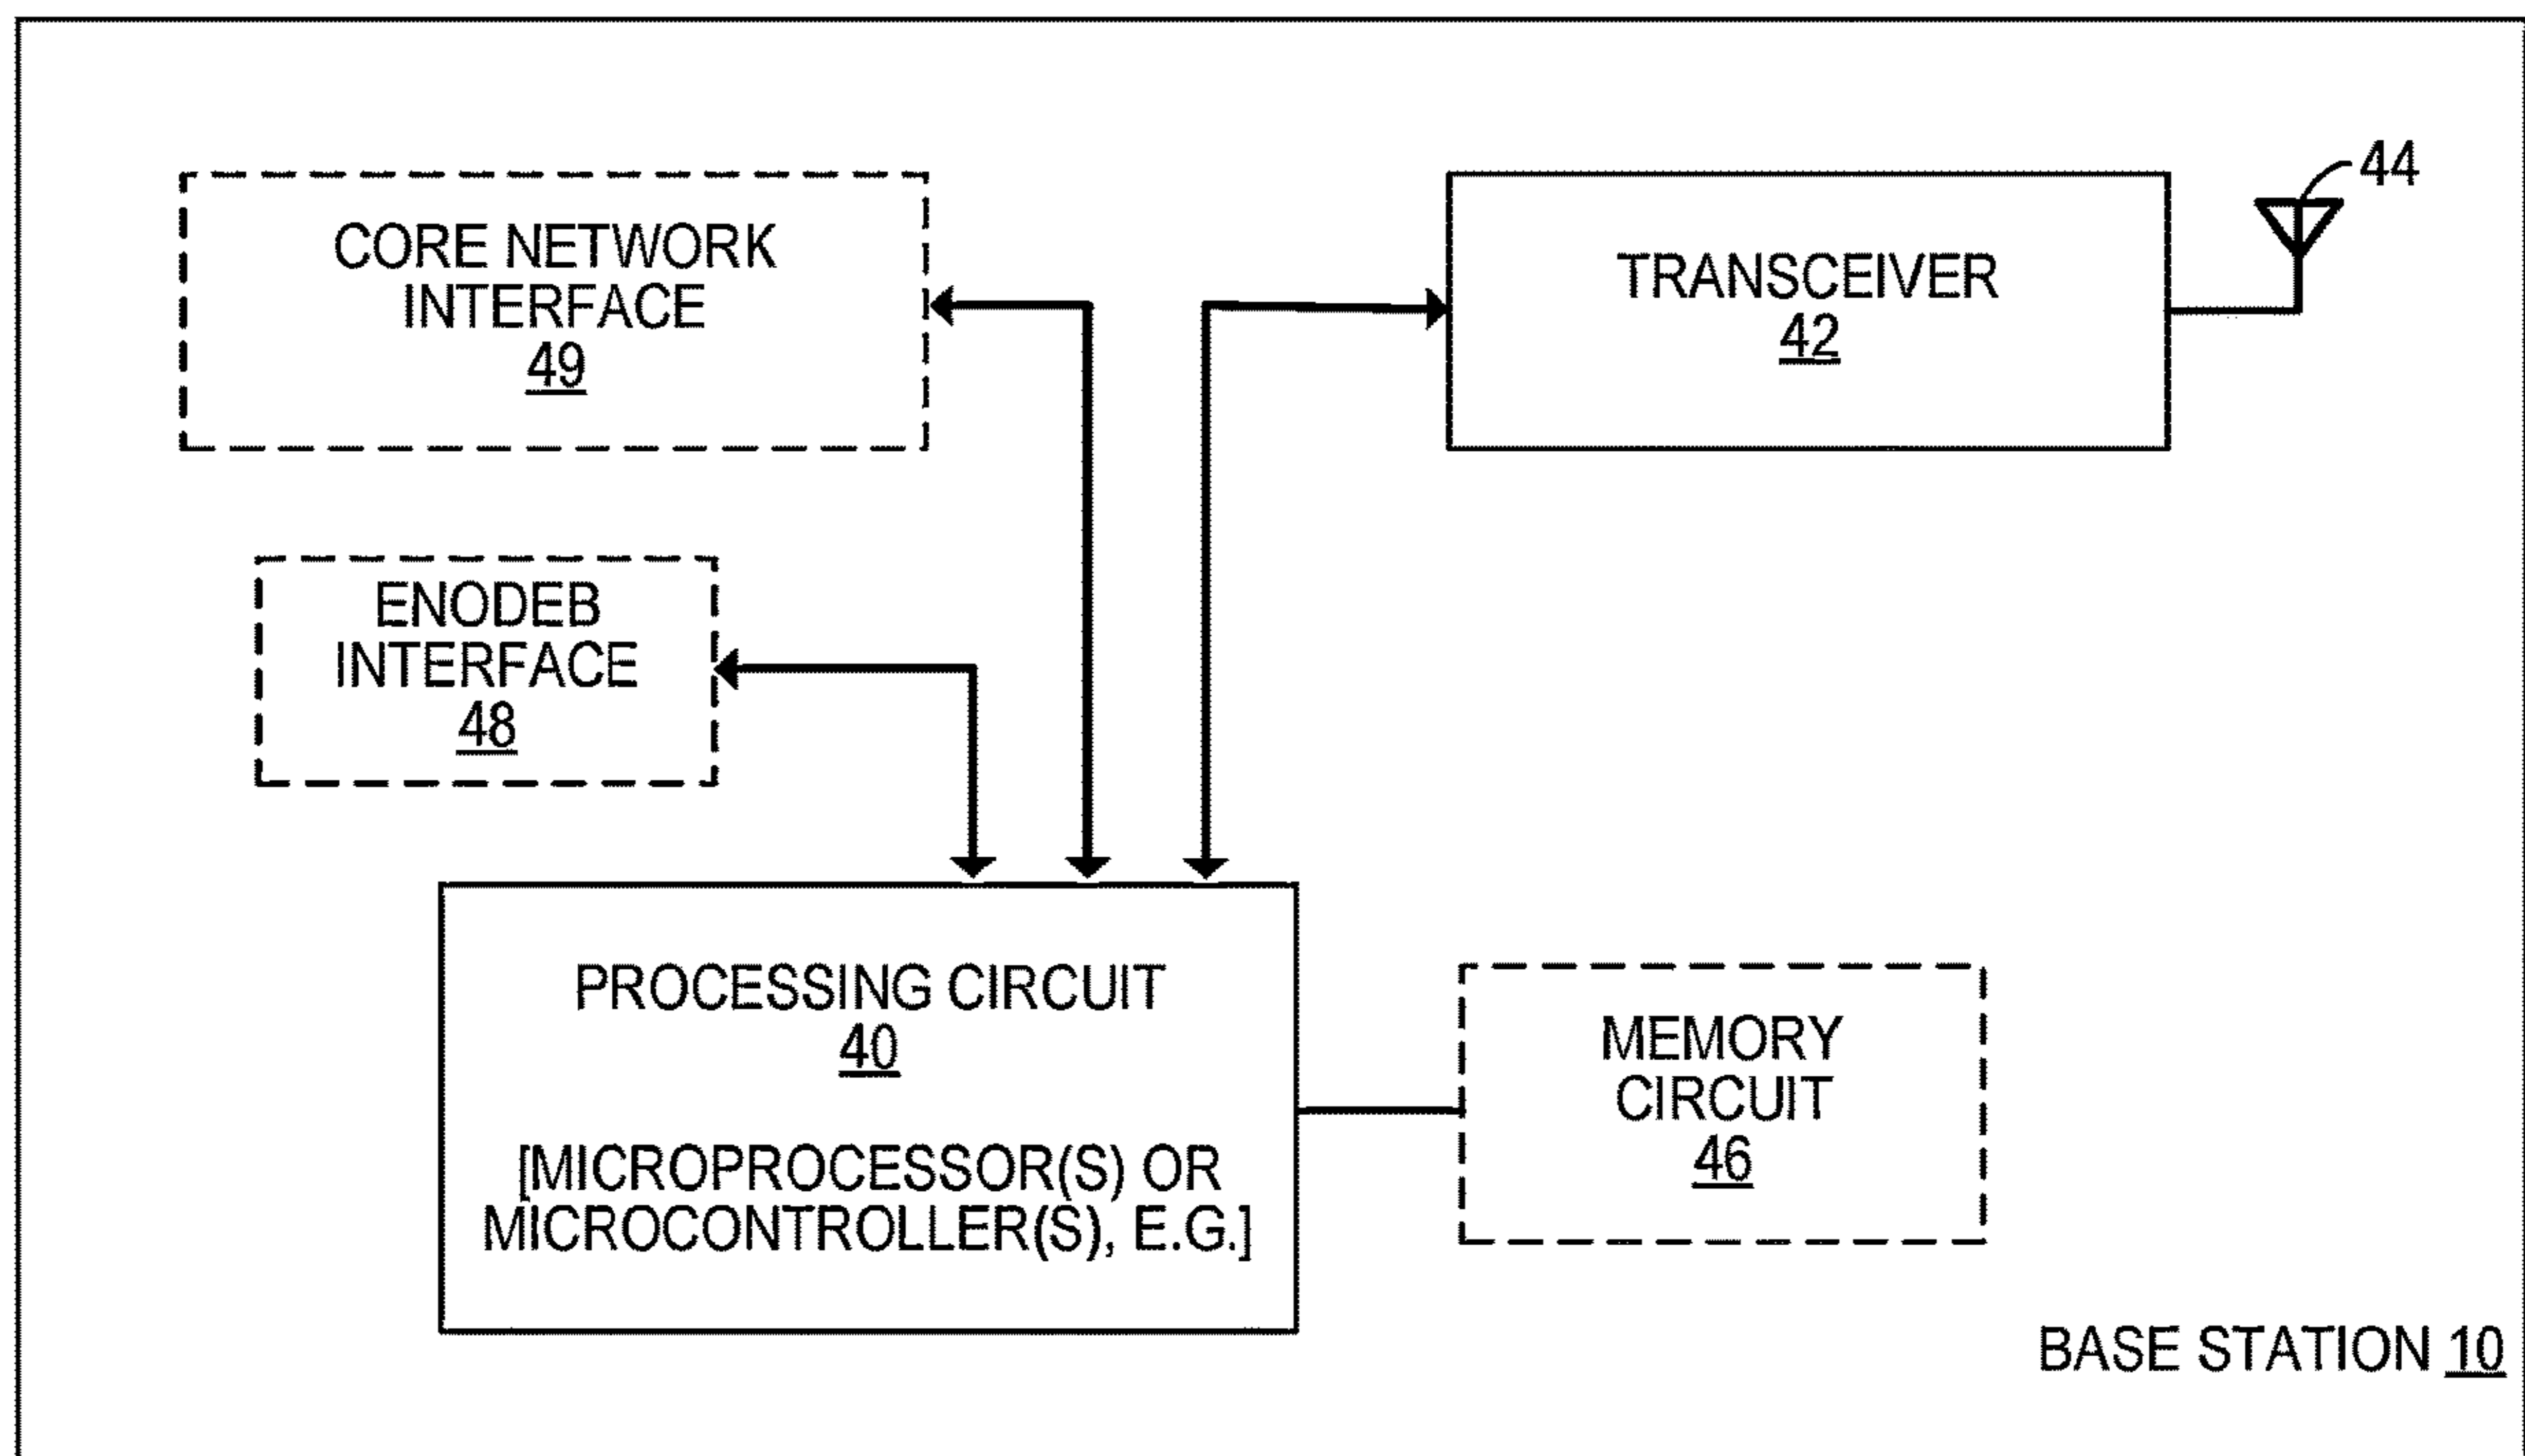 CORE NETWORK
INTERFACE
49
TRANSCEIVER
42
44
ENODEB
INTERFACE
48
PROCESSING CIRCUIT
40
[MICROPROCESSOR(S) OR
MICROCONTROLLER(S), E.G.]
MEMORY
CIRCUIT
46
BASE STATION 10